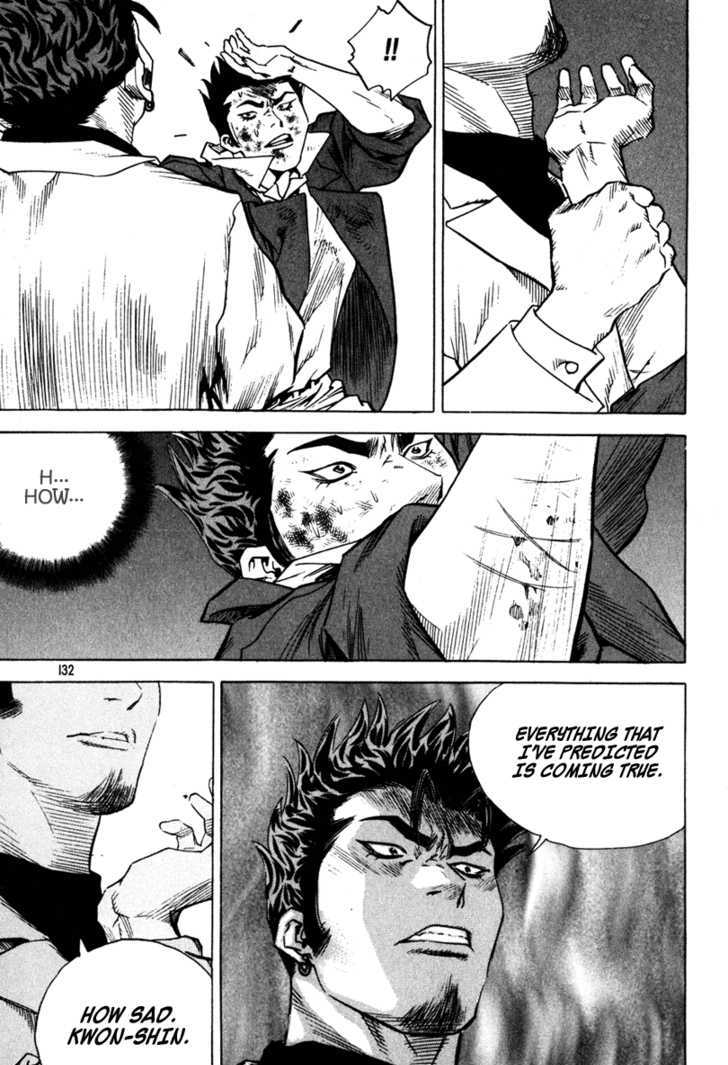 !!
H...
HOW...
132
EVERYTHING THAT
I'VE PREDICTED
IS COMING TRUE.
HOW SAD.
KWON-SHIN.